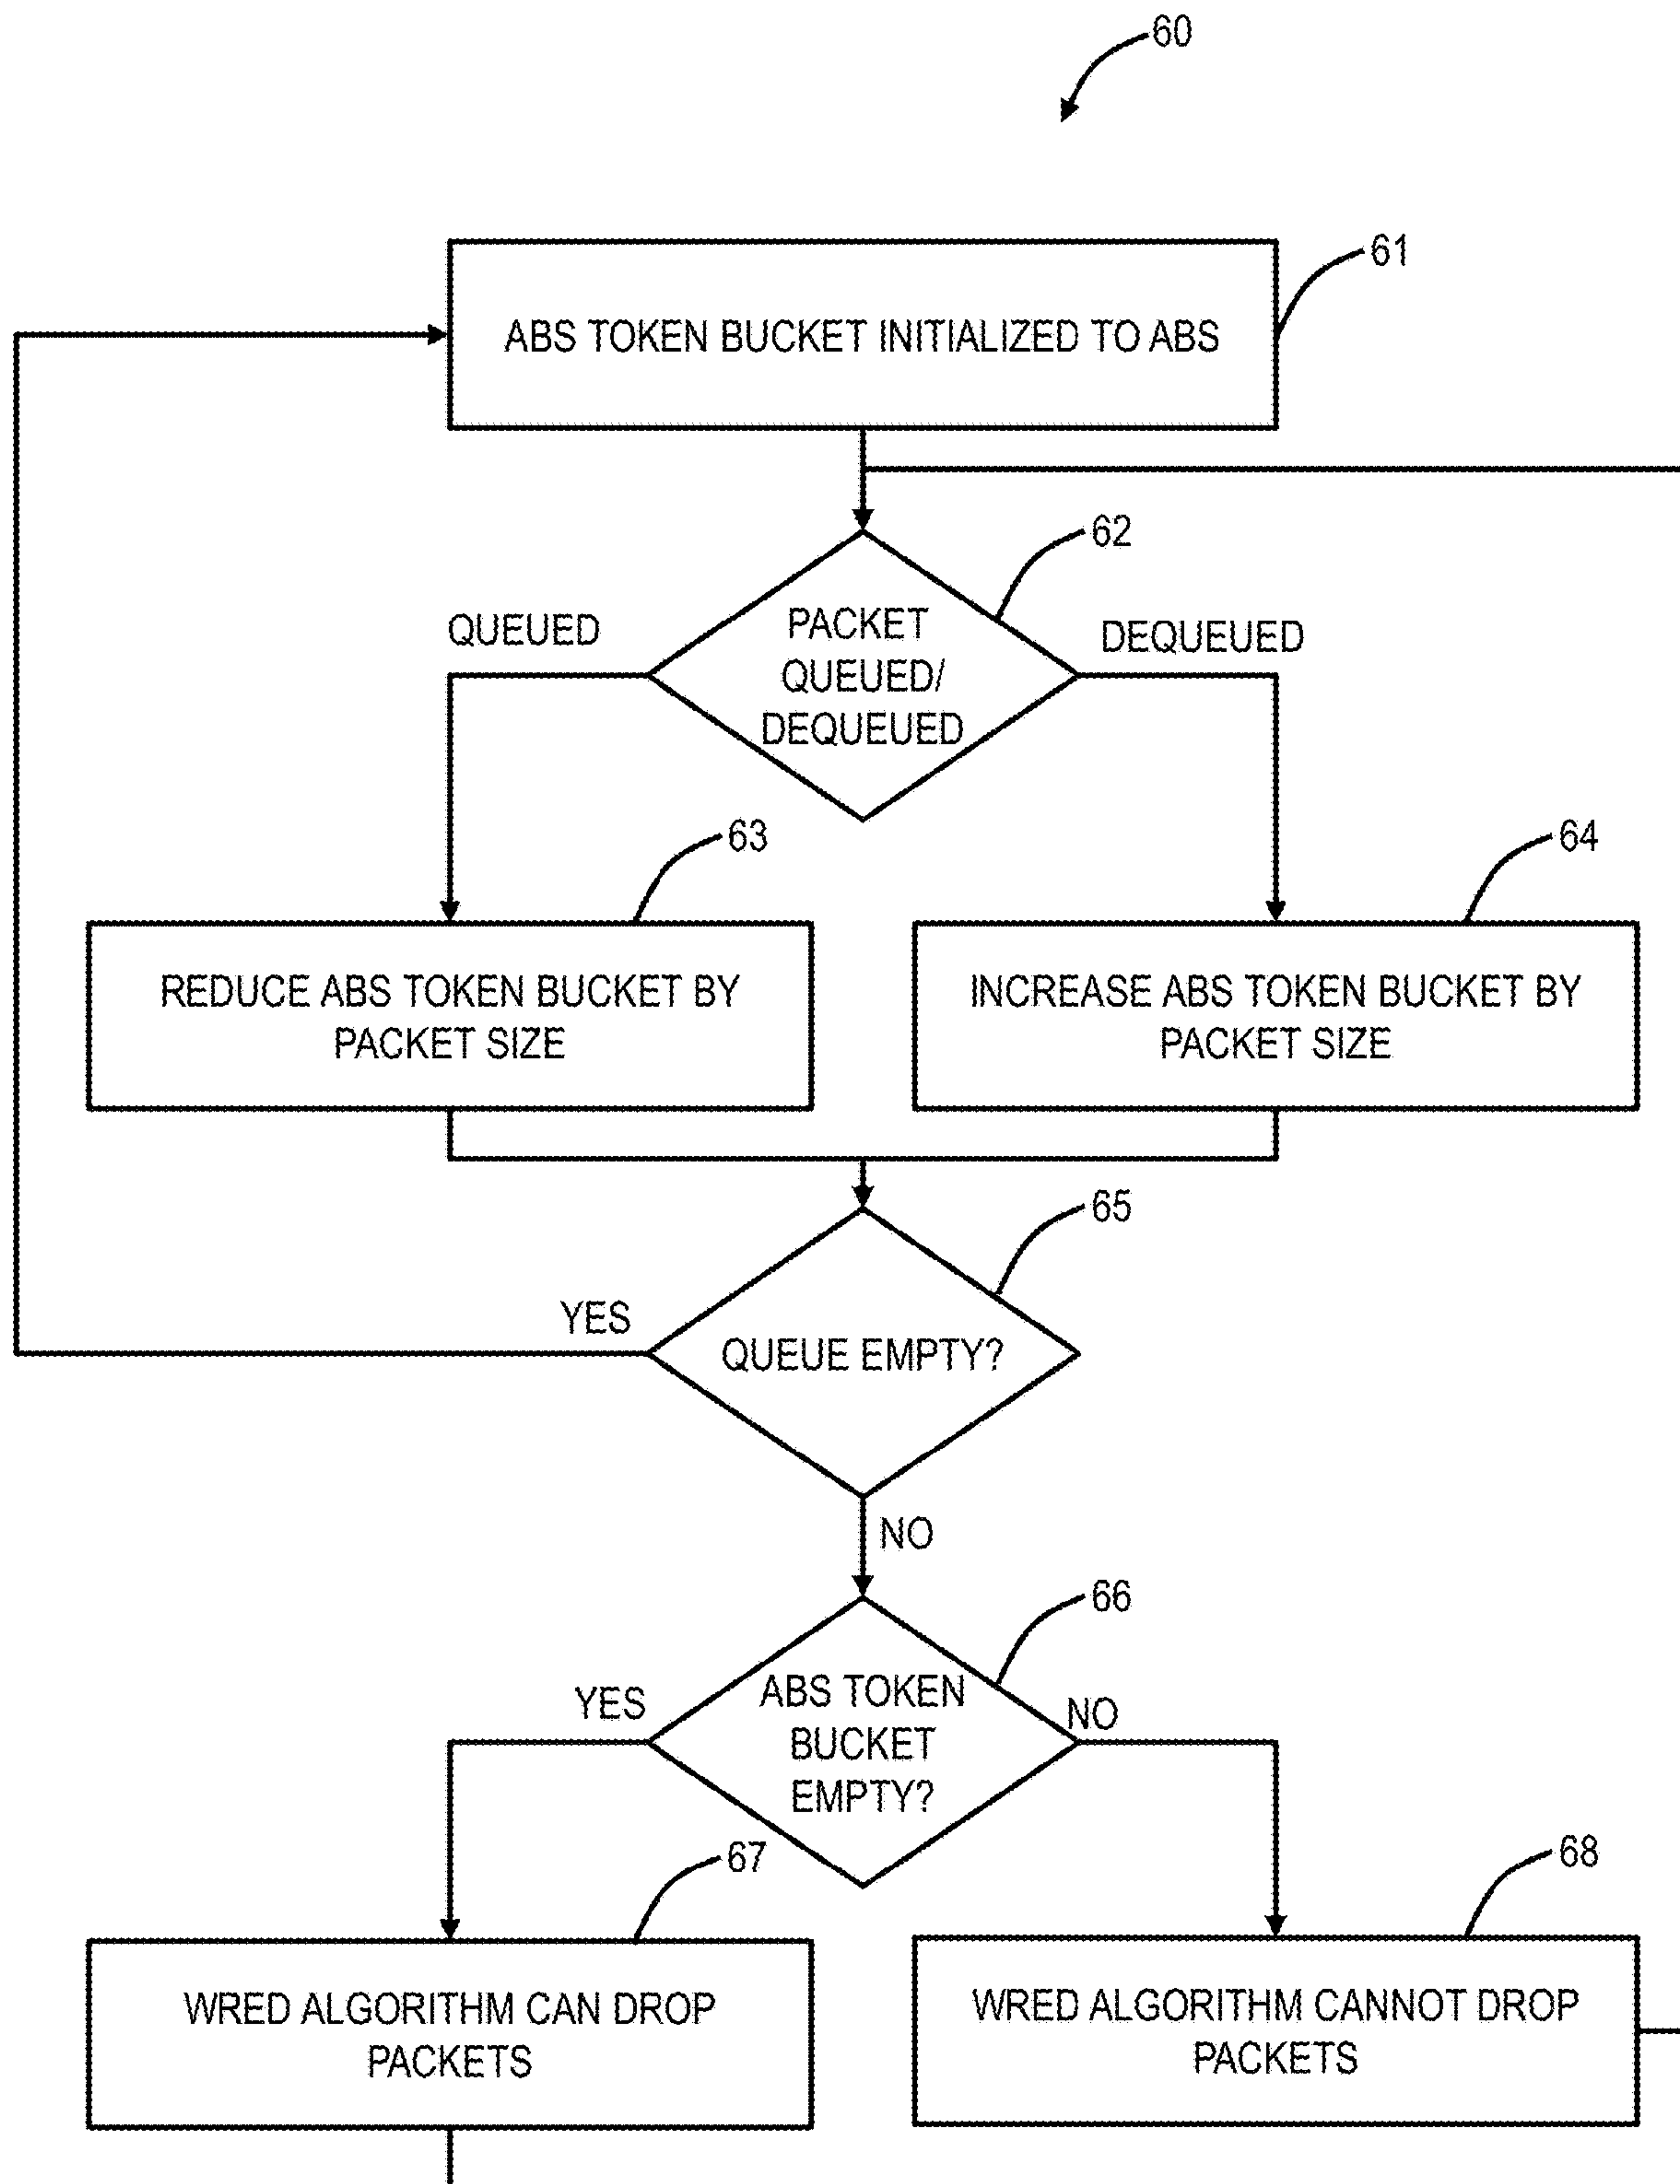 60
61
ABS TOKEN BUCKET INITIALIZED TO ABS
62
QUEUED
PACKET
QUEUED/
DEQUEUED
DEQUEUED
63
64
REDUCE ABS TOKEN BUCKET BY
PACKET SIZE
INCREASE ABS TOKEN BUCKET BY
PACKET SIZE
65
YES
QUEUE EMPTY?
NO
66
YES
ABS TOKEN
BUCKET
EMPTY?
NO
67
68
WRED ALGORITHM CAN DROP
PACKETS
WRED ALGORITHM CANNOT DROP
PACKETS